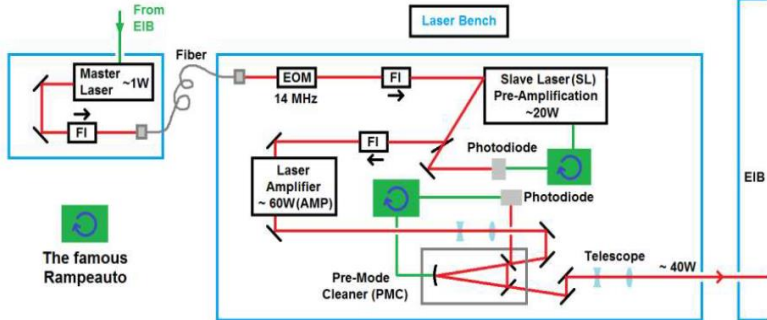 From
EIB
Laser Bench
Master
Laser
~1W
FI
Fiber
EOM
14 MHz
FI
Slave Laser(SL)
Pre-Amplification
~20W
FI
Photodiode
Laser
Amplifier
~ 60W(AMP)
Photodiode
EIB
The famous
Rampeauto
Pre-Mode
Cleaner (PMC)
Telescope
~ 40W